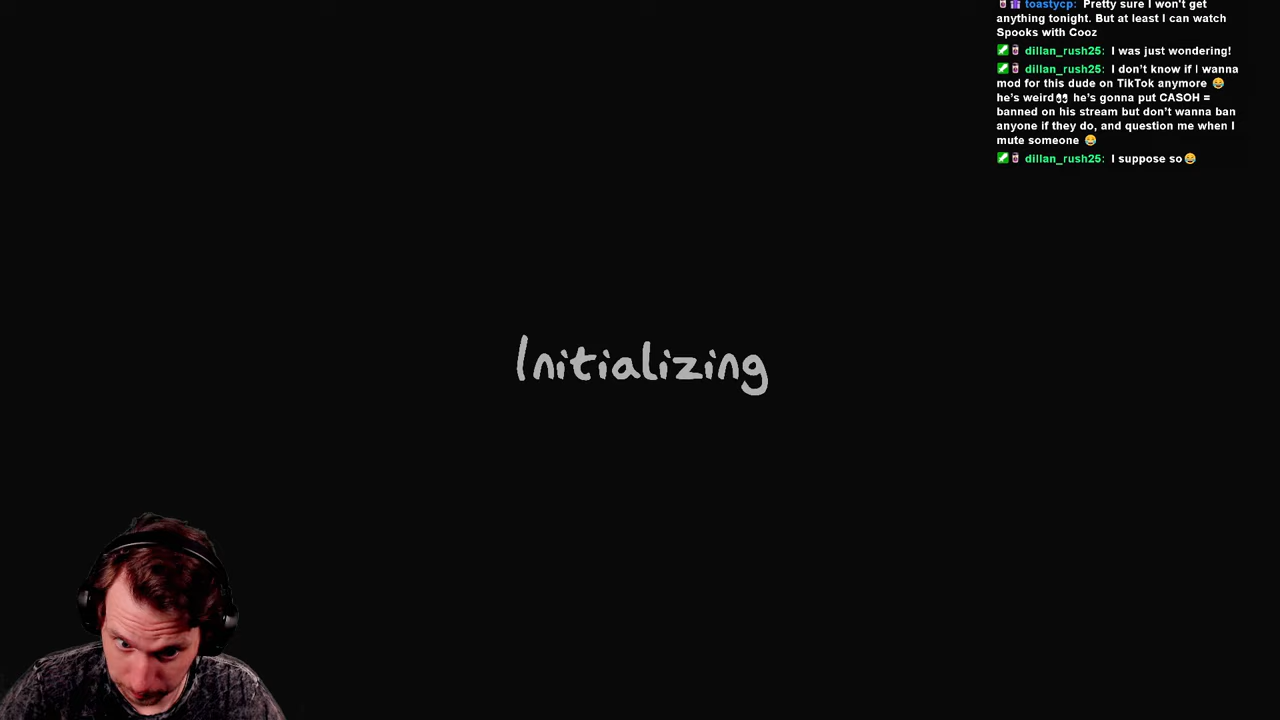 toastycp: Pretty sure I won't get
anything tonight. But at least I can watch
Spooks with Cooz
dillan_rush25: I was just wondering!
dillan_rush25: I don't know if I wanna
mod for this dude on TikTok anymore 😂
he's weird👀 he's gonna put CASOH =
banned on his stream but don't wanna ban
anyone if they do, and question me when I
mute someone 😂
dillan_rush25: I suppose so😂
Initializing